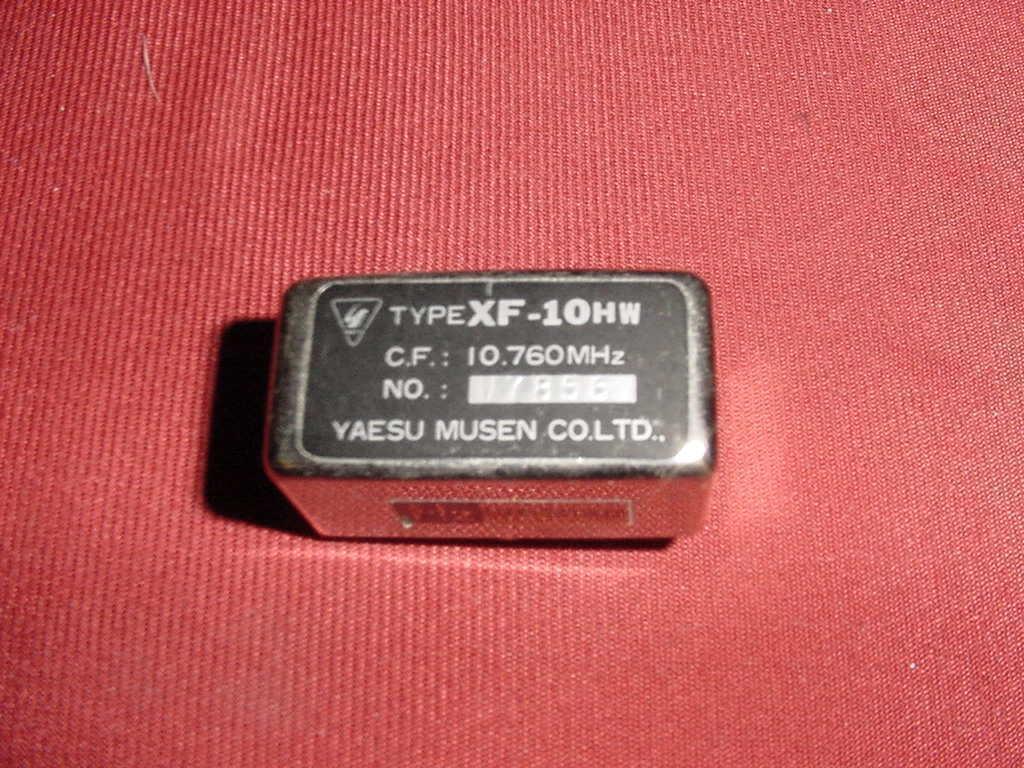 TYPE XF-10HW
C.F.: 10.760MHz
NO.: 17856
YAESU MUSEN CO.LTD..